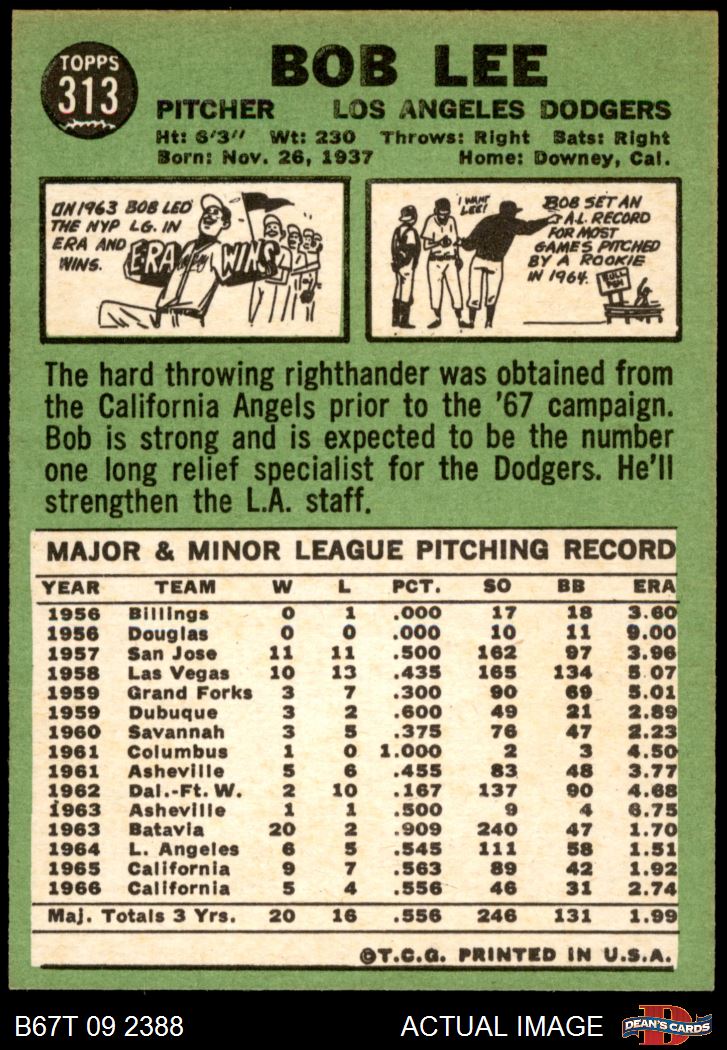 TOPPS
313
BOB LEE
PITCHER LOS ANGELES DODGERS
Ht: 6'3" Wt: 230 Throws: Right Bats: Right
Born: Nov. 26, 1937 Home: Downey, Cal.
IN 1963 BOB LED
THE NYP LG. IN
ERA AND
WINS.
ERA
WINS
I WANT
LEE!
BOB SET AN
A.L. RECORD
FOR MOST
GAMES PITCHED
BY A ROOKIE
IN 1964.
BULL
PEN
The hard throwing righthander was obtained from
the California Angels prior to the '67 campaign.
Bob is strong and is expected to be the number
one long relief specialist for the Dodgers. He'll
strengthen the L.A. staff.
MAJOR & MINOR LEAGUE PITCHING RECORD
YEAR TEAM W L PCT. SO BB ERA
1956 Billings 0 1 .000 17 18 3.60
1956 Douglas 0 0 .000 10 11 9.00
1957 San Jose 11 11 .500 162 97 3.96
1958 Las Vegas 10 13 .435 165 134 5.07
1959 Grand Forks 3 7 .300 90 69 5.01
1959 Dubuque 3 2 .600 49 21 2.89
1960 Savannah 3 5 .375 76 47 2.23
1961 Columbus 1 0 1.000 2 3 4.50
1961 Asheville 5 6 .455 83 48 3.77
1962 Dal.-Ft. W. 2 10 .167 137 90 4.68
1963 Asheville 1 1 .500 9 4 6.75
1963 Batavia 20 2 .909 240 47 1.70
1964 L. Angeles 6 5 .545 111 58 1.51
1965 California 9 7 .563 89 42 1.92
1966 California 5 4 .556 46 31 2.74
Maj. Totals 3 Yrs. 20 16 .556 246 131 1.99
©T.C.G. PRINTED IN U.S.A.
B67T 09 2388 ACTUAL IMAGE
D
DEAN'S CARDS